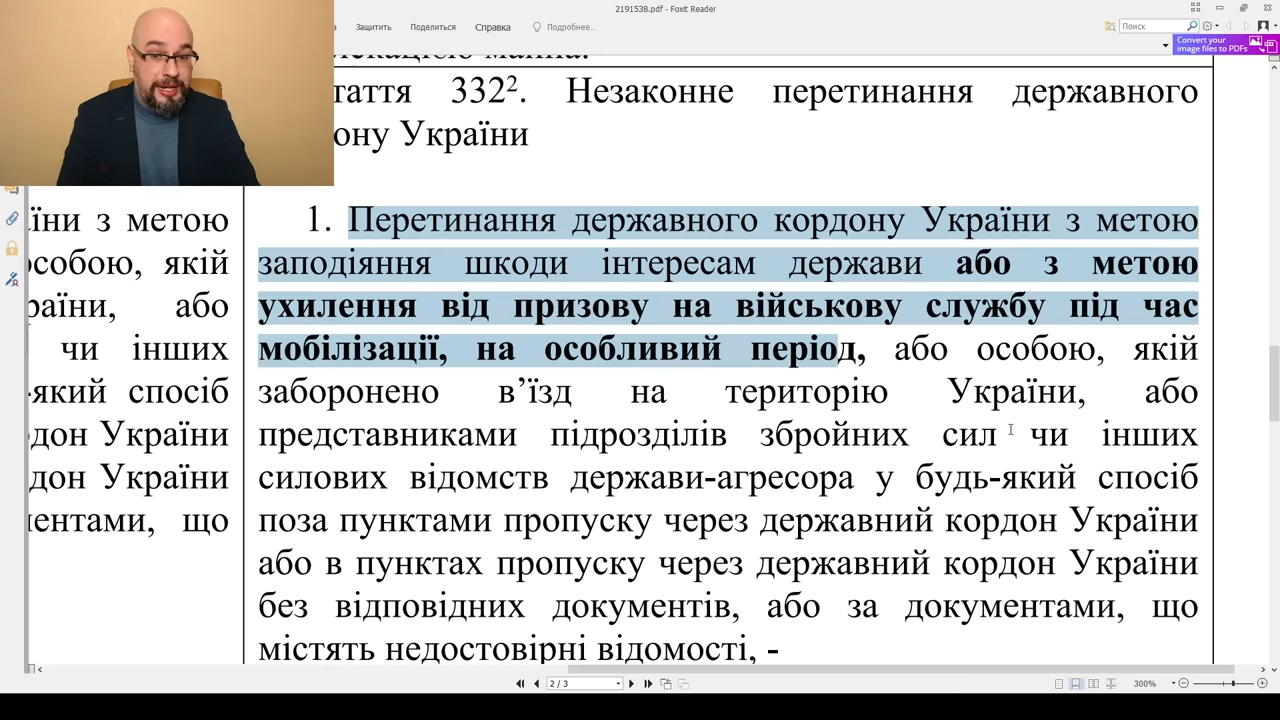 2191538.pdf - Foxit Reader
Защитить Поделиться Справка Подробнее... Поиск
Convert your
image files to PDFs
таття 332². Незаконне перетинання державного
ону України
їни з метою
особою, якій
раїни, або
чи інших
-який спосіб
дон України
дон України
ентами, що
1. Перетинання державного кордону України з метою
заподіяння шкоди інтересам держави або з метою
ухилення від призову на військову службу під час
мобілізації, на особливий період, або особою, якій
заборонено в’їзд на територію України, або
представниками підрозділів збройних сил чи інших
силових відомств держави-агресора у будь-який спосіб
поза пунктами пропуску через державний кордон України
або в пунктах пропуску через державний кордон України
без відповідних документів, або за документами, що
містять недостовірні відомості, -
2 / 3 300%